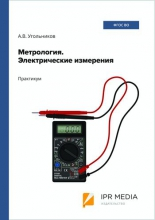 ФГОС ВО
А.В. Угольников
Метрология.
Электрические измерения
Практикум
IPR MEDIA